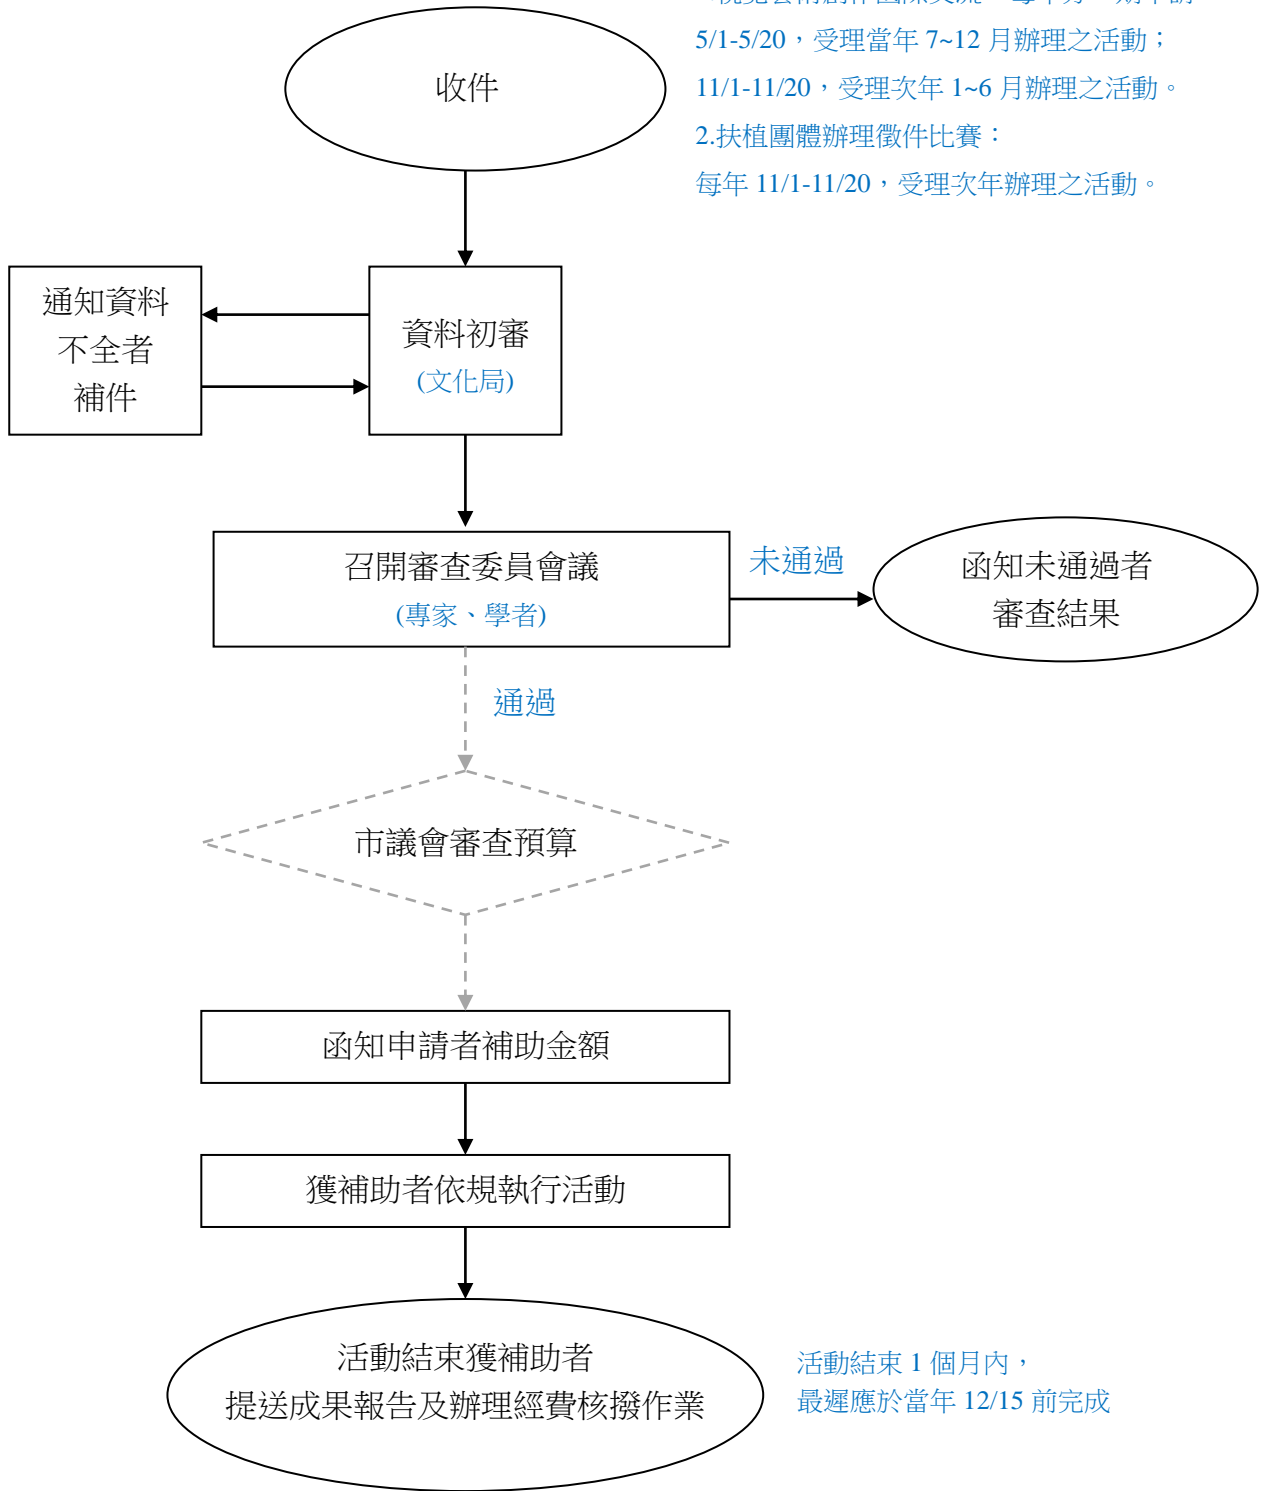 收件
5/1-5/20，受理當年 7~12 月辦理之活動；
11/1-11/20，受理次年 1~6 月辦理之活動。
2.扶植團體辦理徵件比賽：
每年 11/1-11/20，受理次年辦理之活動。
通知資料
不全者
補件
資料初審
(文化局)
召開審查委員會議
(專家、學者)
未通過
函知未通過者
審查結果
通過
市議會審查預算
函知申請者補助金額
獲補助者依規執行活動
活動結束獲補助者
提送成果報告及辦理經費核撥作業
活動結束 1 個月內，
最遲應於當年 12/15 前完成